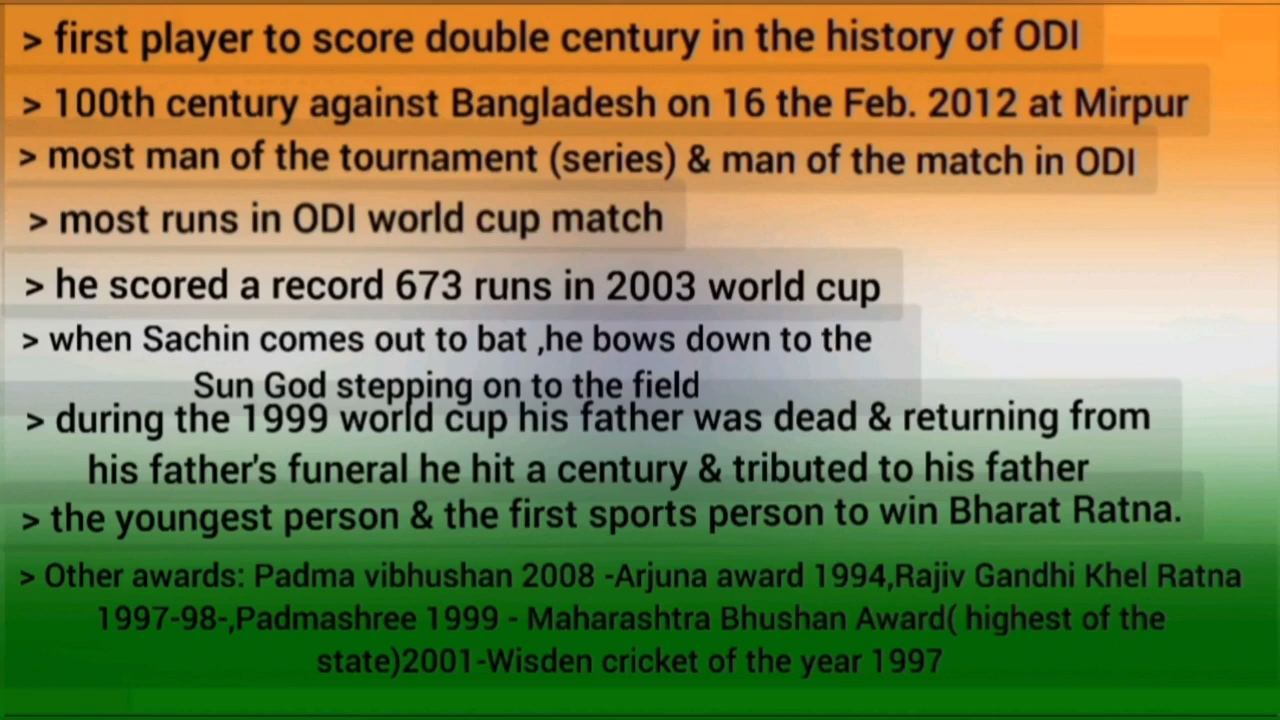 > first player to score double century in the history of ODI
> 100th century against Bangladesh on 16 the Feb. 2012 at Mirpur
> most man of the tournament (series) & man of the match in ODI
> most runs in ODI world cup match
> he scored a record 673 runs in 2003 world cup
> when Sachin comes out to bat ,he bows down to the
Sun God stepping on to the field
> during the 1999 world cup his father was dead & returning from
his father's funeral he hit a century & tributed to his father
> the youngest person & the first sports person to win Bharat Ratna.
> Other awards: Padma vibhushan 2008 -Arjuna award 1994,Rajiv Gandhi Khel Ratna
1997-98-,Padmashree 1999 - Maharashtra Bhushan Award( highest of the
state)2001-Wisden cricket of the year 1997